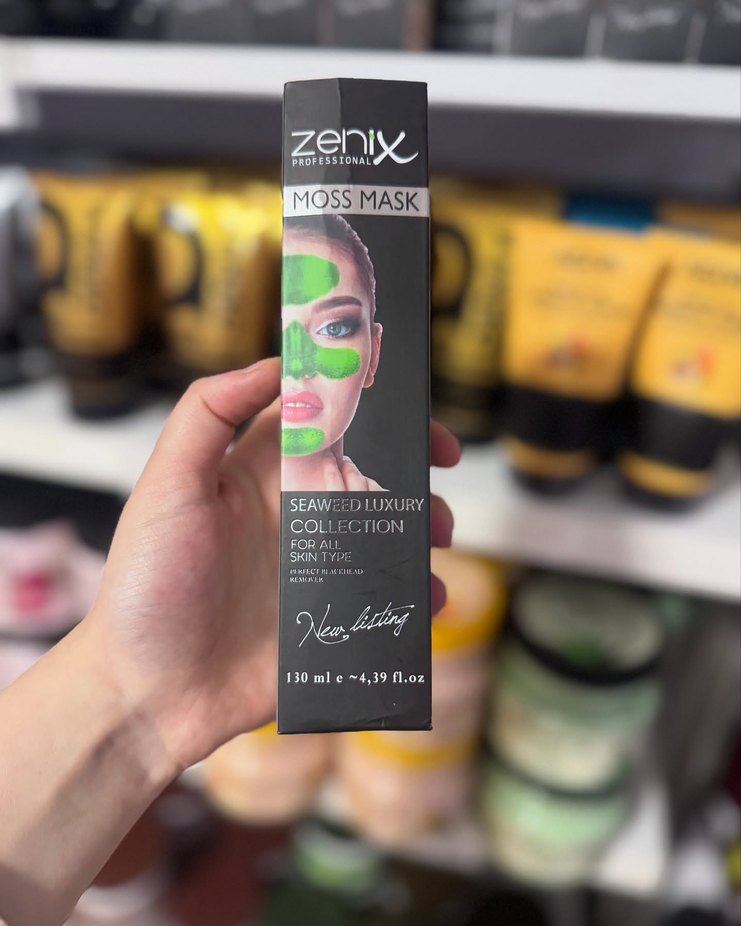 zenix
PROFESSIONAL
MOSS MASK
SEAWEED LUXURY
COLLECTION
FOR ALL
SKIN TYPE
PERFECT BLACKHEAD
REMOVER
New listing
130 ml e ~4,39 fl.oz